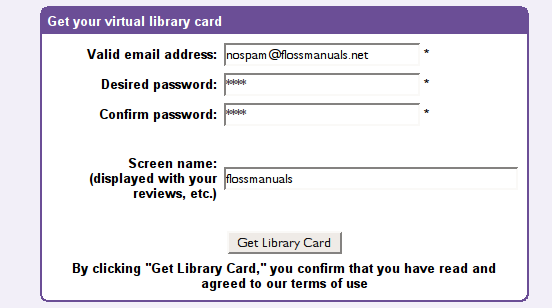 Get your virtual library card
Valid email address: nospam@flossmanuals.net *
Desired password: **** *
Confirm password: **** *
Screen name:
(displayed with your
reviews, etc.) flossmanuals
Get Library Card
By clicking "Get Library Card," you confirm that you have read and
agreed to our terms of use